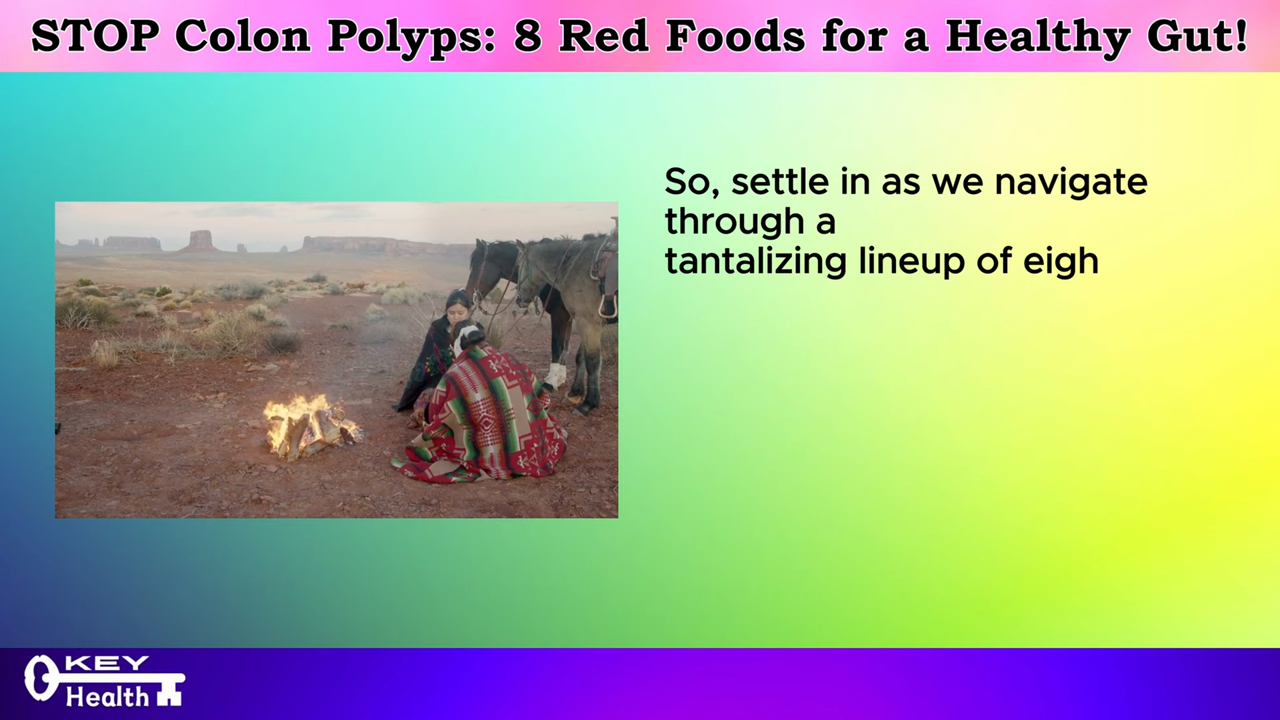 STOP Colon Polyps: 8 Red Foods for a Healthy Gut!
So, settle in as we navigate
through a
tantalizing lineup of eigh
KEY
Health